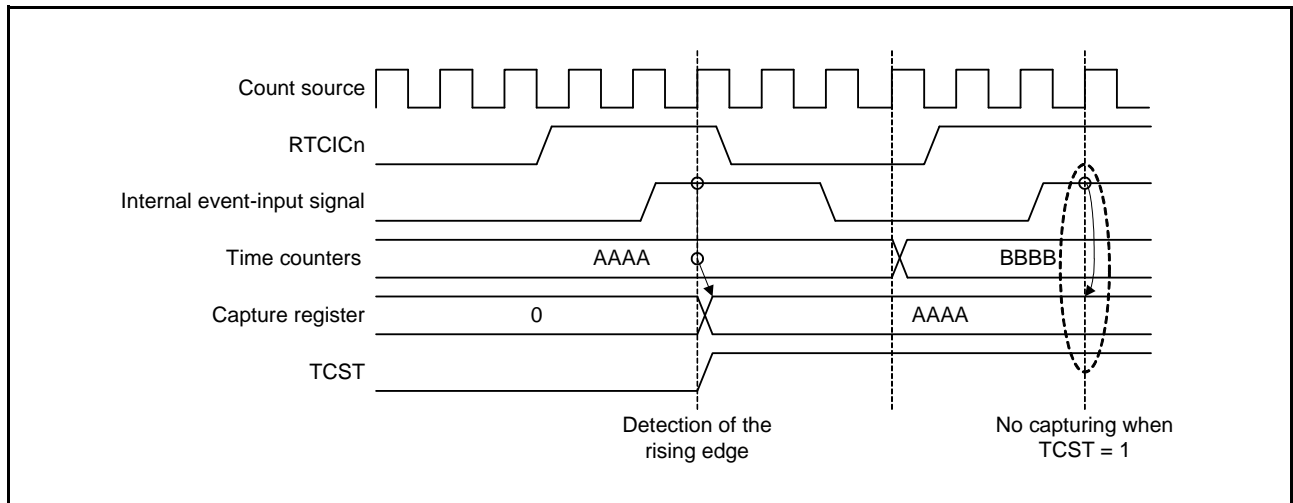 Count source
RTCICn
Internal event-input signal
Time counters
AAAA
BBBB
Capture register
0
AAAA
TCST
Detection of the
rising edge
No capturing when
TCST = 1